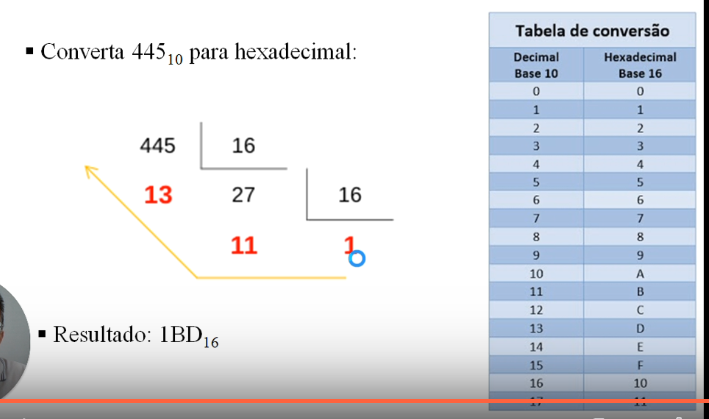 ▪ Converta 445₁₀ para hexadecimal:
445 16
13 27 16
11 1
▪ Resultado: 1BD₁₆
Tabela de conversão
Decimal Hexadecimal
Base 10 Base 16
0 0
1 1
2 2
3 3
4 4
5 5
6 6
7 7
8 8
9 9
10 A
11 B
12 C
13 D
14 E
15 F
16 10
17 11